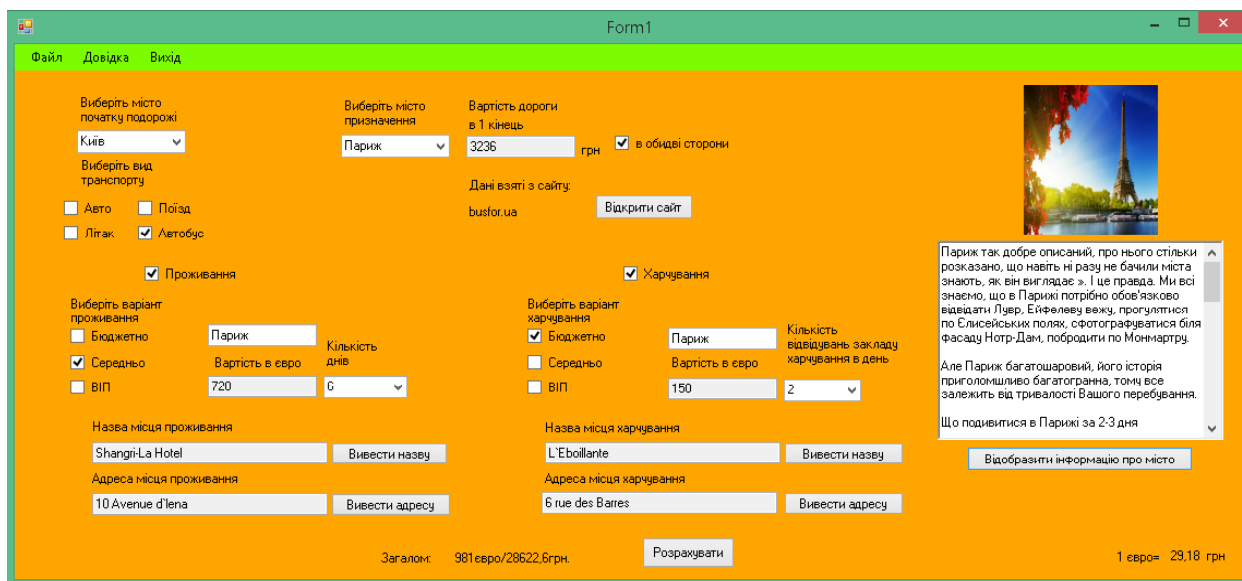 Form1
Файл Довідка Вихід
Виберіть місто
початку подорожі
Київ
Виберіть місто
призначення
Париж
Вартість дороги
в 1 кінець
3236
грн
в обидві сторони
Виберіть вид
транспорту
Авто
Поїзд
Літак
Автобус
Дані взяті з сайту:
busfor.ua
Відкрити сайт
Проживання
Виберіть варіант
проживання
Бюджетно
Середньо
ВІП
Париж
Вартість в євро
720
Кількість
днів
6
Назва місця проживання
Shangri-La Hotel
Вивести назву
Адреса місця проживання
10 Avenue d`Iena
Вивести адресу
Харчування
Виберіть варіант
харчування
Бюджетно
Середньо
ВІП
Париж
Вартість в євро
150
Кількість
відвідувань закладу
харчування в день
2
Назва місця харчування
L`Eboillante
Вивести назву
Адреса місця харчування
6 rue des Barres
Вивести адресу
Париж так добре описаний, про нього стільки
розказано, що навіть ні разу не бачили міста
знають, як він виглядає ». І це правда. Ми всі
знаємо, що в Парижі потрібно обов'язково
відвідати Лувр, Ейфелеву вежу, прогулятися
по Єлисейських полях, сфотографуватися біля
фасаду Нотр-Дам, побродити по Монмартру.
Але Париж багатошаровий, його історія
приголомшливо багатогранна, тому все
залежить від тривалості Вашого перебування.
Що подивитися в Парижі за 2-3 дня
Відобразити інформацію про місто
Загалом: 981євро/28622,6грн.
Розрахувати
1 євро= 29,18 грн